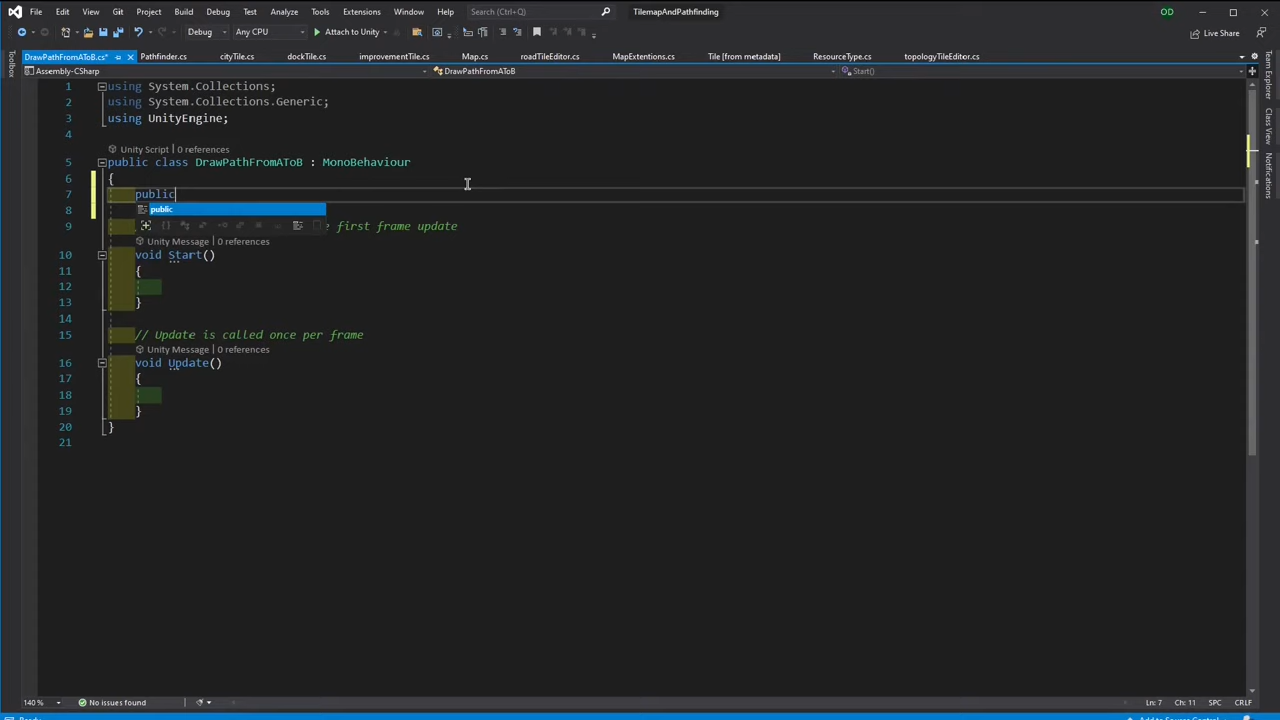 File Edit View Git Project Build Debug Test Analyze Tools Extensions Window Help Search (Ctrl+Q) TilemapAndPathfinding OD
Debug Any CPU Attach to Unity Live Share
DrawPathFromAToB.cs* Pathfinder.cs cityTile.cs dockTile.cs improvementTile.cs Map.cs roadTileEditor.cs MapExtentions.cs Tile [from metadata] ResourceType.cs topologyTileEditor.cs
Assembly-CSharp DrawPathFromAToB Start()
Toolbox
Team Explorer
Class View
Notifications
1 using System.Collections;
2 using System.Collections.Generic;
3 using UnityEngine;
4
Unity Script | 0 references
5 public class DrawPathFromAToB : MonoBehaviour
6 {
7 public
8 public
9 first frame update
Unity Message | 0 references
10 void Start()
11 {
12
13 }
14
15 // Update is called once per frame
Unity Message | 0 references
16 void Update()
17 {
18
19 }
20 }
21
140 % No issues found Ln: 7 Ch: 11 SPC CRLF